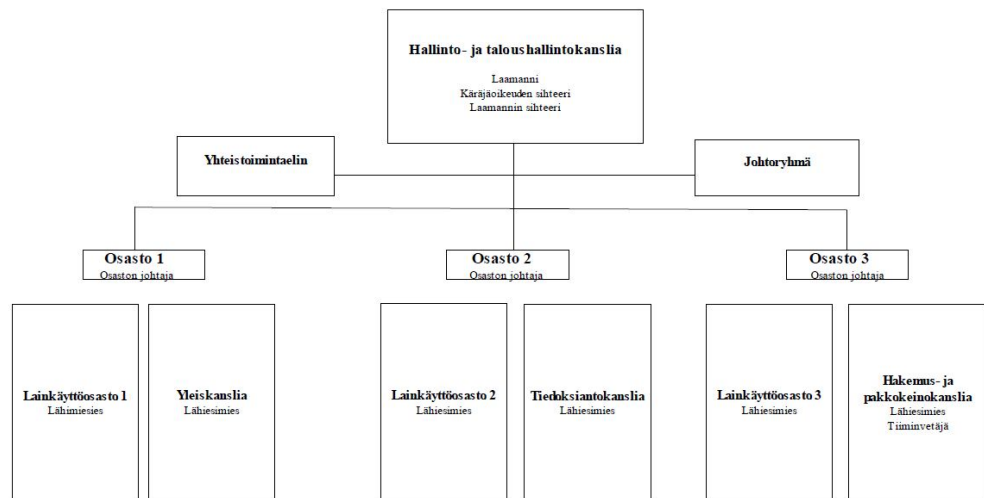 Hallinto- ja taloushallintokanslia
Laamanni
Käräjäoikeuden sihteeri
Laamannin sihteeri
Yhteistoimintaelin
Johtoryhmä
Osasto 1
Osaston johtaja
Osasto 2
Osaston johtaja
Osasto 3
Osaston johtaja
Lainkäyttöosasto 1
Lähimiesies
Yleiskanslia
Lähiesimies
Lainkäyttöosasto 2
Lähiesimies
Tiedoksiantokanslia
Lähiesimies
Lainkäyttöosasto 3
Lähiesimies
Hakemus- ja
pakkokeinokanslia
Lähiesimies
Tiiminvetäjä